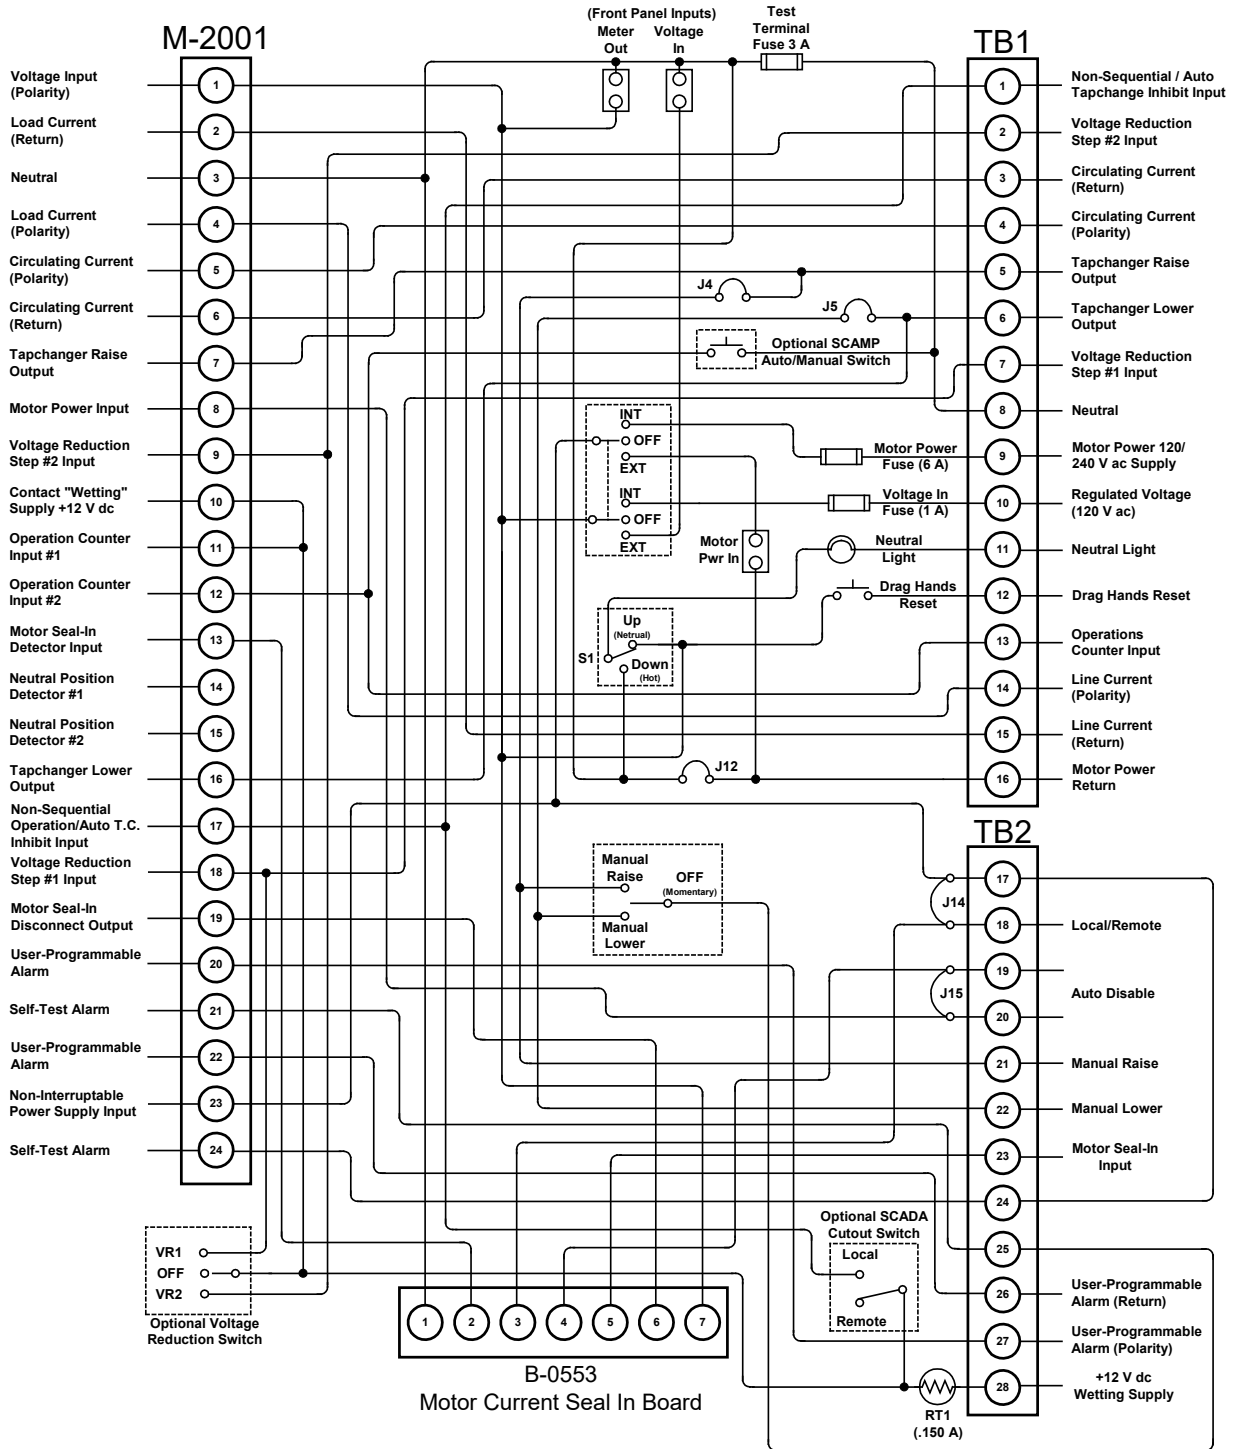 (Front Panel Inputs)
Meter
Out
Voltage
In
Test
Terminal
Fuse 3 A
M-2001
Voltage Input
(Polarity)
1
Load Current
(Return)
2
Neutral
3
Load Current
(Polarity)
4
Circulating Current
(Polarity)
5
Circulating Current
(Return)
6
Tapchanger Raise
Output
7
Motor Power Input
8
Voltage Reduction
Step #2 Input
9
Contact "Wetting"
Supply +12 V dc
10
Operation Counter
Input #1
11
Operation Counter
Input #2
12
Motor Seal-In
Detector Input
13
Neutral Position
Detector #1
14
Neutral Position
Detector #2
15
Tapchanger Lower
Output
16
Non-Sequential
Operation/Auto T.C.
Inhibit Input
17
Voltage Reduction
Step #1 Input
18
Motor Seal-In
Disconnect Output
19
User-Programmable
Alarm
20
Self-Test Alarm
21
User-Programmable
Alarm
22
Non-Interruptable
Power Supply Input
23
Self-Test Alarm
24
J4
J5
Optional SCAMP
Auto/Manual Switch
INT
OFF
EXT
INT
OFF
EXT
Motor Power
Fuse (6 A)
Voltage In
Fuse (1 A)
Motor
Pwr In
Neutral
Light
Drag Hands
Reset
Up
(Netrual)
S1
Down
(Hot)
J12
Manual
Raise
OFF
(Momentary)
Manual
Lower
J14
J15
TB1
1
Non-Sequential / Auto
Tapchange Inhibit Input
2
Voltage Reduction
Step #2 Input
3
Circulating Current
(Return)
4
Circulating Current
(Polarity)
5
Tapchanger Raise
Output
6
Tapchanger Lower
Output
7
Voltage Reduction
Step #1 Input
8
Neutral
9
Motor Power 120/
240 V ac Supply
10
Regulated Voltage
(120 V ac)
11
Neutral Light
12
Drag Hands Reset
13
Operations
Counter Input
14
Line Current
(Polarity)
15
Line Current
(Return)
16
Motor Power
Return
TB2
17
18
Local/Remote
19
Auto Disable
20
21
Manual Raise
22
Manual Lower
23
Motor Seal-In
Input
24
25
26
User-Programmable
Alarm (Return)
27
User-Programmable
Alarm (Polarity)
28
+12 V dc
Wetting Supply
Optional SCADA
Cutout Switch
Local
Remote
RT1
(.150 A)
VR1
OFF
VR2
Optional Voltage
Reduction Switch
1
2
3
4
5
6
7
B-0553
Motor Current Seal In Board